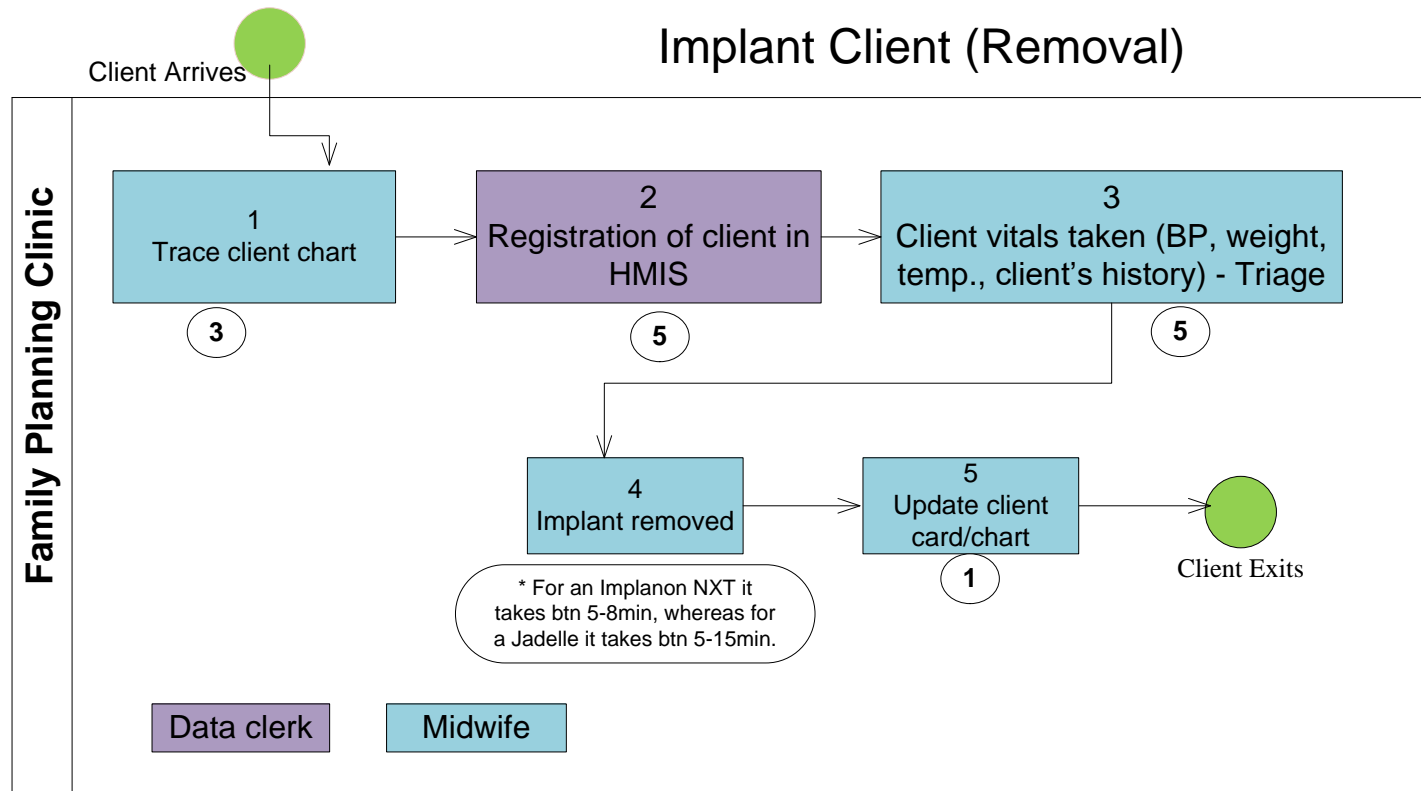 Implant Client (Removal)
Client Arrives
Family Planning Clinic
1
Trace client chart
3
2
Registration of client in
HMIS
5
3
Client vitals taken (BP, weight,
temp., client's history) - Triage
5
4
Implant removed
* For an Implanon NXT it
takes btn 5-8min, whereas for
a Jadelle it takes btn 5-15min.
5
Update client
card/chart
1
Client Exits
Data clerk
Midwife